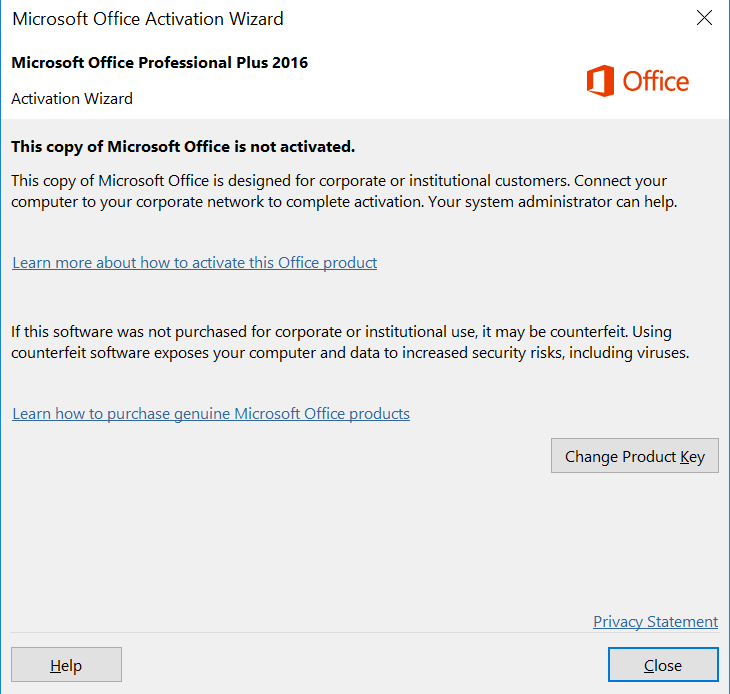 Microsoft Office Activation Wizard
Microsoft Office Professional Plus 2016
Office
Activation Wizard
This copy of Microsoft Office is not activated.
This copy of Microsoft Office is designed for corporate or institutional customers. Connect your
computer to your corporate network to complete activation. Your system administrator can help.
Learn more about how to activate this Office product
If this software was not purchased for corporate or institutional use, it may be counterfeit. Using
counterfeit software exposes your computer and data to increased security risks, including viruses.
Learn how to purchase genuine Microsoft Office products
Change Product Key
Privacy Statement
Help
Close